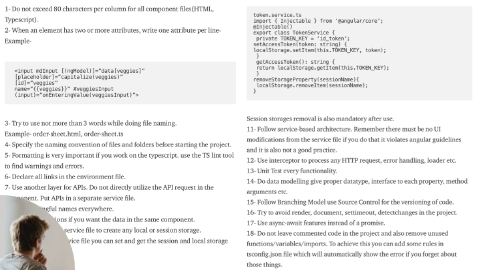 1- Do not exceed 80 characters per column for all component files(HTML,
Typescript).
2- When an element has two or more attributes, write one attribute per line-
Example-
<input mdInput [(ngModel)]="data[veggies]"
[placeholder]="capitalize(veggies)"
[id]="veggies"
name="{{veggies}}" #veggiesInput
(input)="onEnteringValue(veggiesInput)">
3- Try to use not more than 3 words while doing file naming.
Example- order-sheet.html, order-sheet.ts
4- Specify the naming convention of files and folders before starting the project.
5- Formatting is very important if you work on the typescript. use the TS lint tool
to find warnings and errors.
6- Declare all links in the environment file.
7- Use another layer for APIs. Do not directly utilize the API request in the
Put APIs in a separate service file.
names everywhere.
if you want the data in the same component.
service file to create any local or session storage.
file you can set and get the session and local storage
token.service.ts
import { Injectable } from '@angular/core';
@Injectable()
export class TokenService {
private TOKEN_KEY = 'id_token';
setAccessToken(token: string) {
localStorage.setItem(this.TOKEN_KEY, token);
}
getAccessToken(): string {
return localStorage.getItem(this.TOKEN_KEY);
}
removeStorageProperty(sessionName){
localStorage.removeItem(sessionName);
}
Session storages removal is also mandatory after use.
11- Follow service-based architecture. Remember there must be no UI
modifications from the service file if you do that it violates angular guidelines
and it is also not a good practice.
12- Use interceptor to process any HTTP request, error handling, loader etc.
13- Unit Test every functionality.
14- Do data modelling give proper datatype, interface to each property, method
arguments etc.
15- Follow Branching Model use Source Control for the versioning of code.
16- Try to avoid render, document, settimeout, detectchanges in the project.
17- Use async-await features instead of a promise.
18- Do not leave commented code in the project and also remove unused
functions/variables/imports. To achieve this you can add some rules in
tsconfig.json file which will automatically show the error if you forget about
those things.